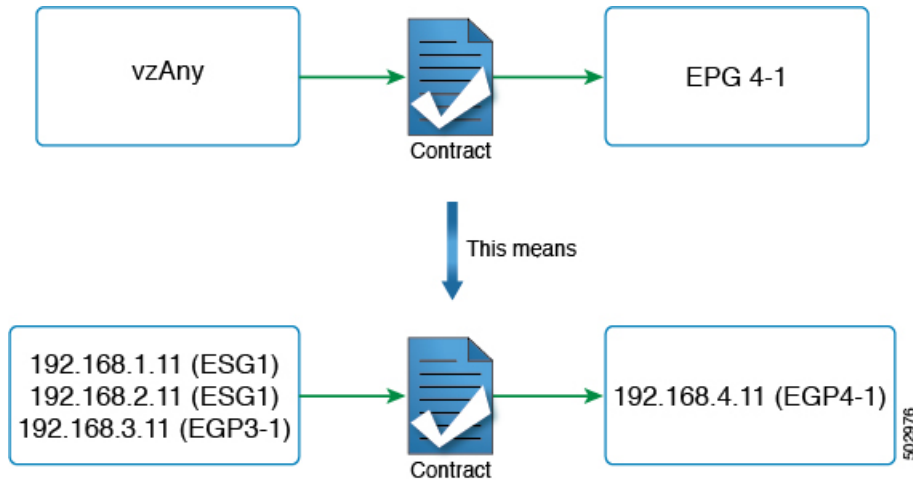 vzAny
EPG 4-1
Contract
This means
192.168.1.11 (ESG1)
192.168.2.11 (ESG1)
192.168.3.11 (EGP3-1)
Contract
192.168.4.11 (EGP4-1)
502976